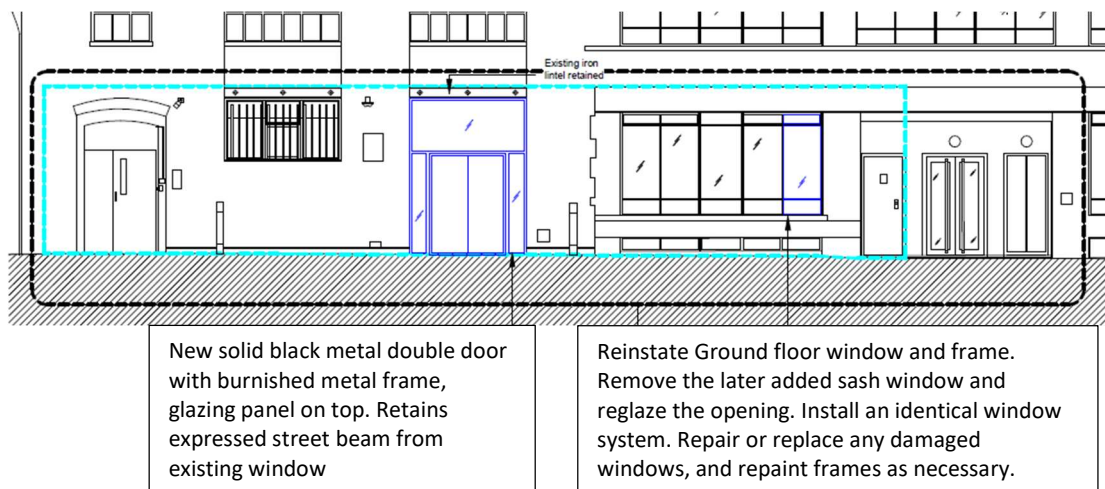 Existing iron
lintel retained
New solid black metal double door
with burnished metal frame,
glazing panel on top. Retains
expressed street beam from
existing window
Reinstate Ground floor window and frame.
Remove the later added sash window and
reglaze the opening. Install an identical window
system. Repair or replace any damaged
windows, and repaint frames as necessary.